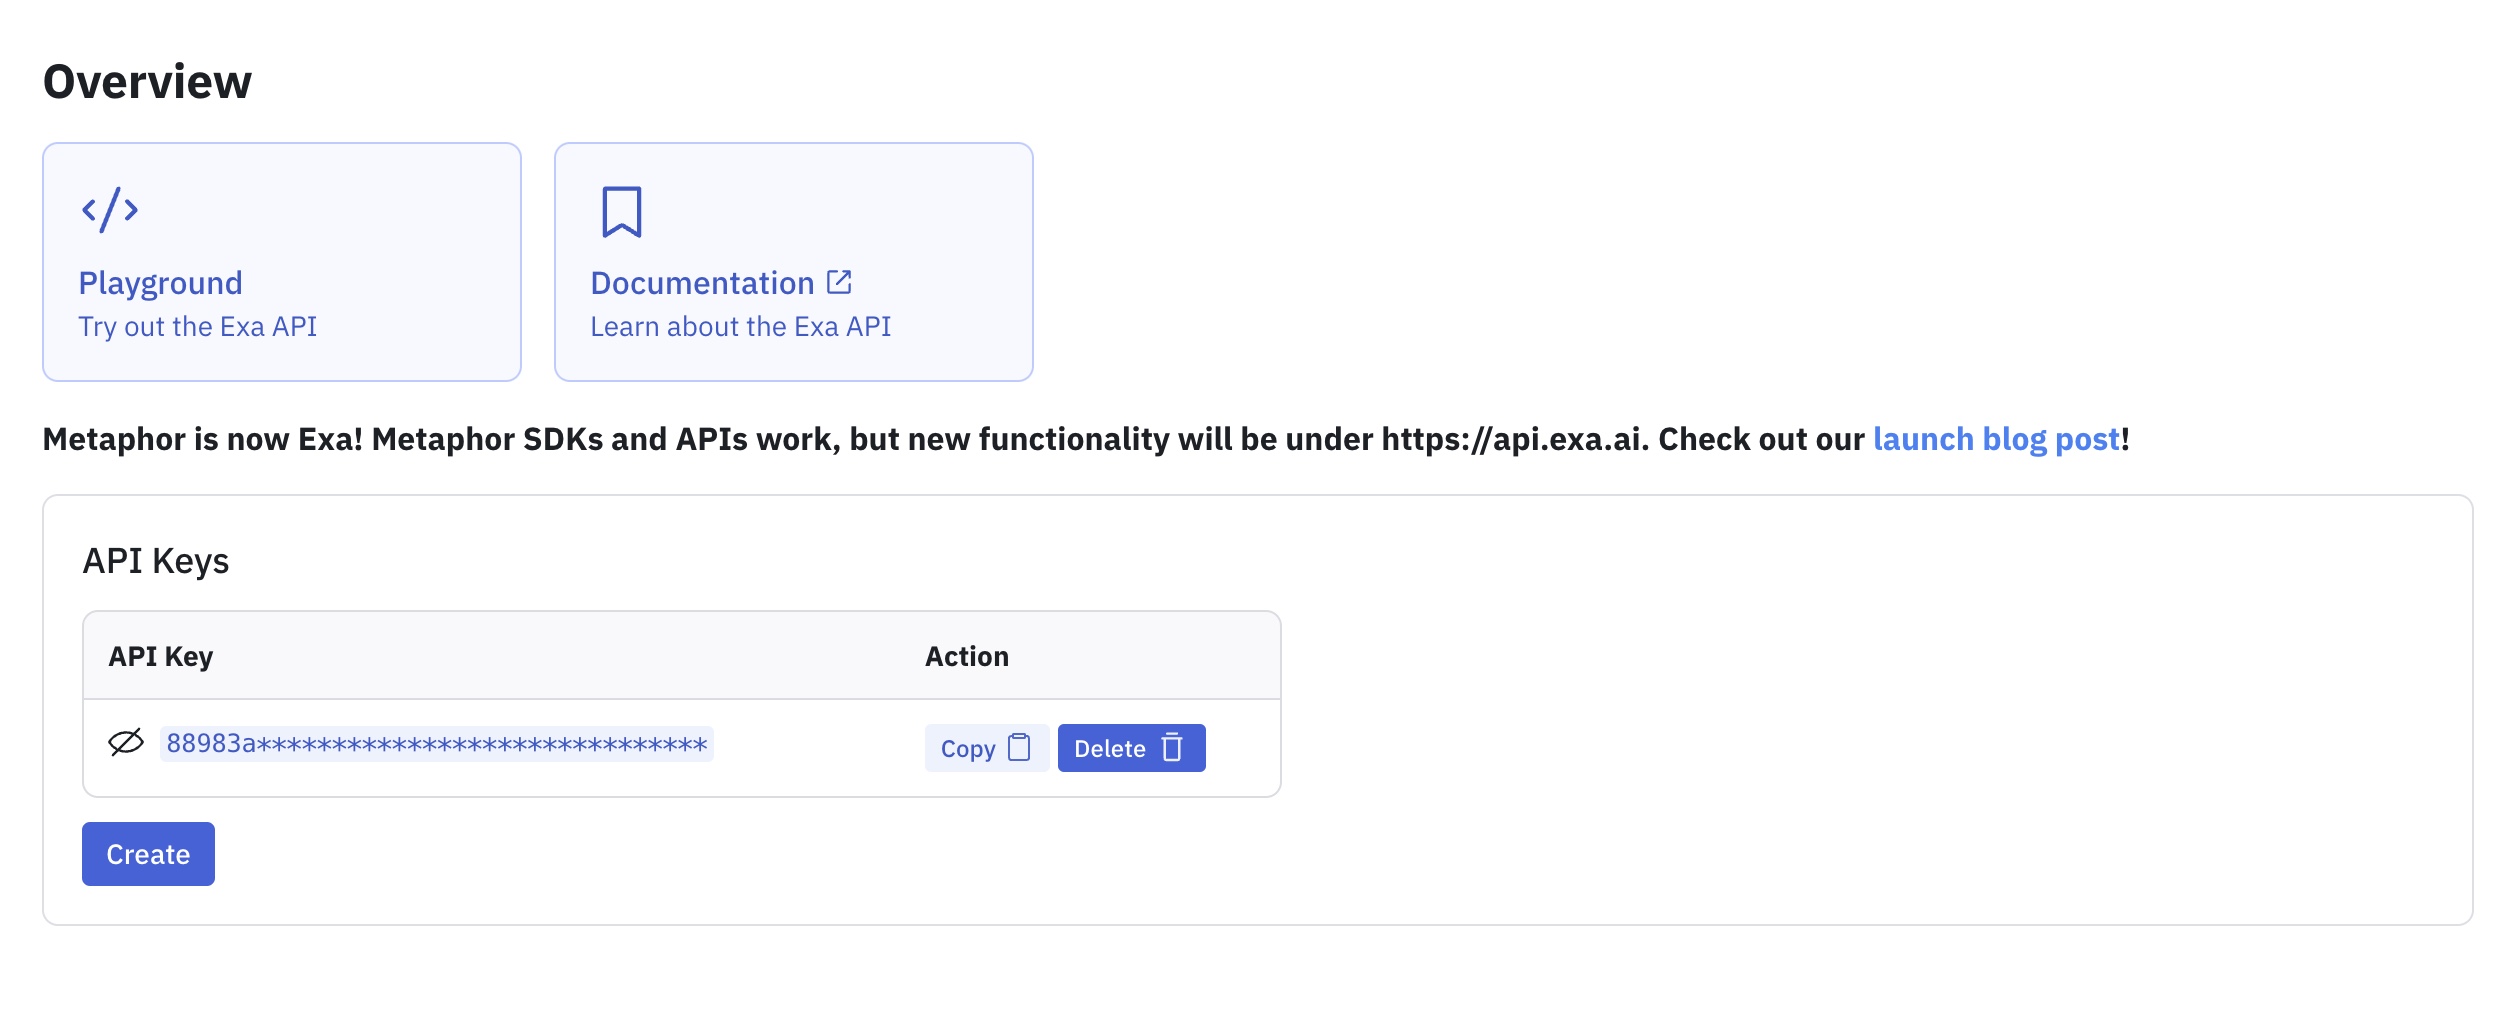 Overview
Playground
Try out the Exa API
Documentation
Learn about the Exa API
Metaphor is now Exa! Metaphor SDKs and APIs work, but new functionality will be under https://api.exa.ai. Check out our launch blog post!
API Keys
API Key Action
88983a****************************** Copy Delete
Create